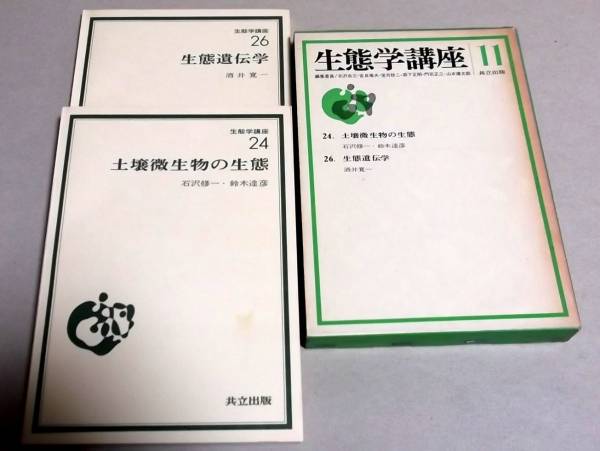 生態学講座
26
生態遺伝学
酒井寛一
生態学講座
24
土壌微生物の生態
石沢修一・鈴木達彦
共立出版
生態学講座 11
共立出版
24. 土壌微生物の生態
石沢修一・鈴木達彦
26. 生態遺伝学
酒井寛一